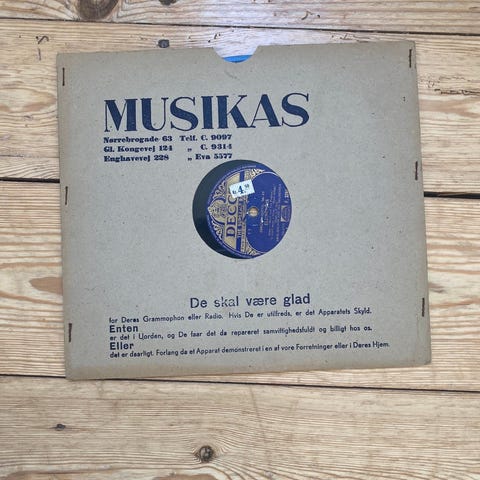 MUSIKAS
Nørrebrogade 63 Telf. C. 9097
Gl. Kongevej 124 „ C. 9314
Enghavevej 228 „ Eva 5577
DECCA
De skal være glad
for Deres Grammophon eller Radio. Hvis De er utilfreds, er det Apparatets Skyld.
Enten
er det i Uorden, og De faar det da repareret samvittighedsfuldt og billigt hos os.
Eller
det er daarligt. Forlang da et Apparat demonstreret i en af vore Forretninger eller i Deres Hjem.